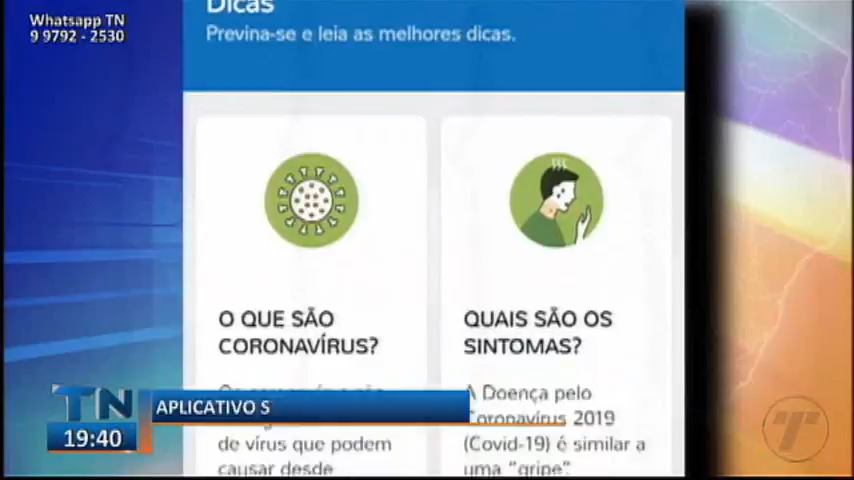 Whatsapp TN
9 9792 - 2530
Dicas
Previna-se e leia as melhores dicas.
O QUE SÃO
CORONAVÍRUS?
de vírus que podem
causar desde
QUAIS SÃO OS
SINTOMAS?
A Doença pelo
Coronavírus 2019
(Covid-19) é similar a
uma "gripe".
TN
19:40
APLICATIVO S